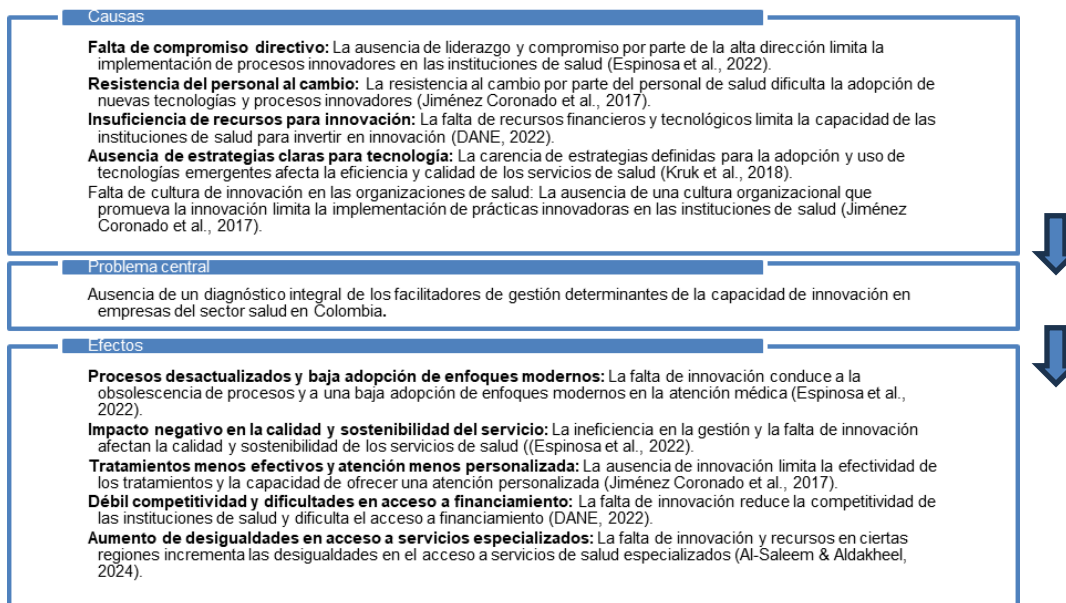 Causas
Falta de compromiso directivo: La ausencia de liderazgo y compromiso por parte de la alta dirección limita la
implementación de procesos innovadores en las instituciones de salud (Espinosa et al., 2022).
Resistencia del personal al cambio: La resistencia al cambio por parte del personal de salud dificulta la adopción de
nuevas tecnologías y procesos innovadores (Jiménez Coronado et al., 2017).
Insuficiencia de recursos para innovación: La falta de recursos financieros y tecnológicos limita la capacidad de las
instituciones de salud para invertir en innovación (DANE, 2022).
Ausencia de estrategias claras para tecnología: La carencia de estrategias definidas para la adopción y uso de
tecnologías emergentes afecta la eficiencia y calidad de los servicios de salud (Kruk et al., 2018).
Falta de cultura de innovación en las organizaciones de salud: La ausencia de una cultura organizacional que
promueva la innovación limita la implementación de prácticas innovadoras en las instituciones de salud (Jiménez
Coronado et al., 2017).
Problema central
Ausencia de un diagnóstico integral de los facilitadores de gestión determinantes de la capacidad de innovación en
empresas del sector salud en Colombia.
Efectos
Procesos desactualizados y baja adopción de enfoques modernos: La falta de innovación conduce a la
obsolescencia de procesos y a una baja adopción de enfoques modernos en la atención médica (Espinosa et al.,
2022).
Impacto negativo en la calidad y sostenibilidad del servicio: La ineficiencia en la gestión y la falta de innovación
afectan la calidad y sostenibilidad de los servicios de salud ((Espinosa et al., 2022).
Tratamientos menos efectivos y atención menos personalizada: La ausencia de innovación limita la efectividad de
los tratamientos y la capacidad de ofrecer una atención personalizada (Jiménez Coronado et al., 2017).
Débil competitividad y dificultades en acceso a financiamiento: La falta de innovación reduce la competitividad de
las instituciones de salud y dificulta el acceso a financiamiento (DANE, 2022).
Aumento de desigualdades en acceso a servicios especializados: La falta de innovación y recursos en ciertas
regiones incrementa las desigualdades en el acceso a servicios de salud especializados (Al-Saleem & Aldakheel,
2024).